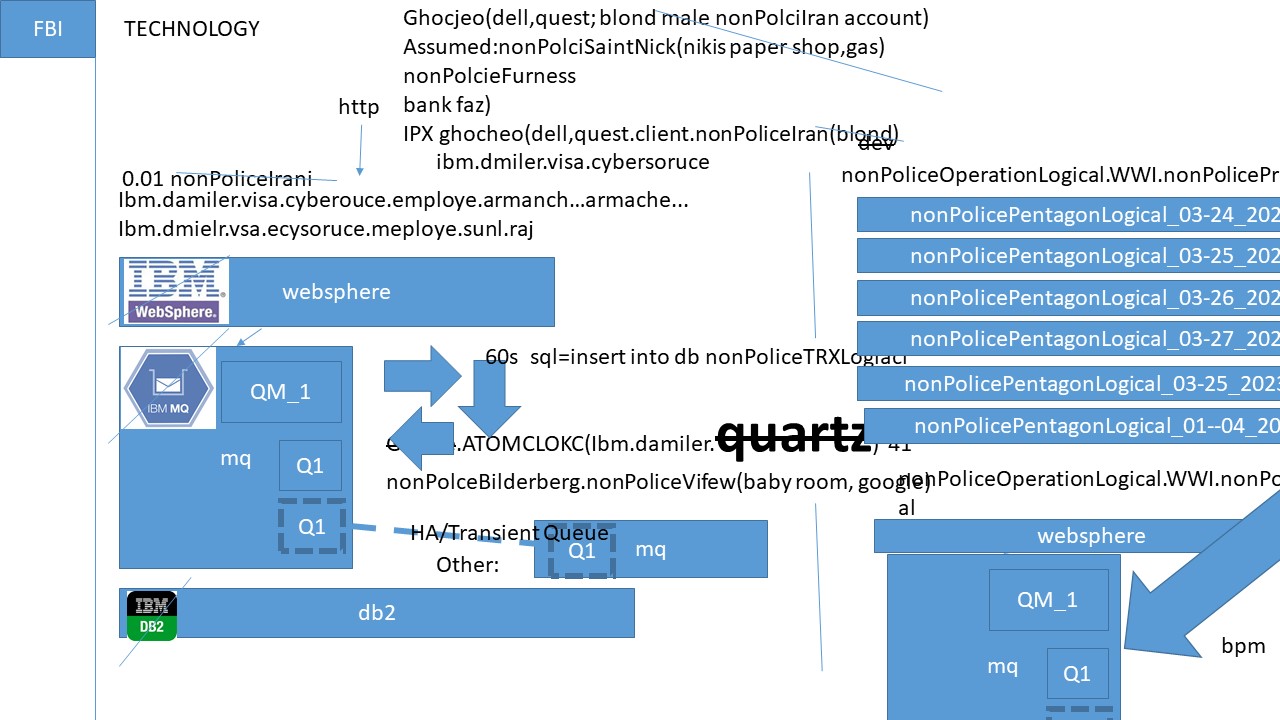 FBI
TECHNOLOGY
Ghocjeo(dell,quest; blond male nonPolciIran account)
Assumed:nonPolciSaintNick(nikis paper shop,gas)
nonPolcieFurness
bank faz)
http
IPX ghocheo(dell,quest.client.nonPoliceIran(blond)
dev
ibm.dmiler.visa.cybersoruce
0.01 nonPoliceIrani
nonPoliceOperationLogical.WWI.nonPolicePr
Ibm.damiler.visa.cyberouce.employe.armanch...armache...
Ibm.dmielr.vsa.ecysoruce.meploye.sunl.raj
nonPolicePentagonLogical_03-24_202
nonPolicePentagonLogical_03-25_202
IBM
WebSphere.
websphere
nonPolicePentagonLogical_03-26_202
nonPolicePentagonLogical_03-27_202
60s sql=insert into db nonPoliceTRXLogiacl
nonPolicePentagonLogical_03-25_2023
IBM MQ
QM_1
nonPolicePentagonLogical_01--04_20
.ATOMCLOKC(Ibm.damiler.quartz) 41
mq
Q1
nonPolceBilderberg.nonPoliceVifew(baby room, google)
nonPoliceOperationLogical.WWI.nonPo
al
Q1
HA/Transient Queue
websphere
Q1
mq
Other:
IBM
DB2
db2
QM_1
bpm
mq
Q1